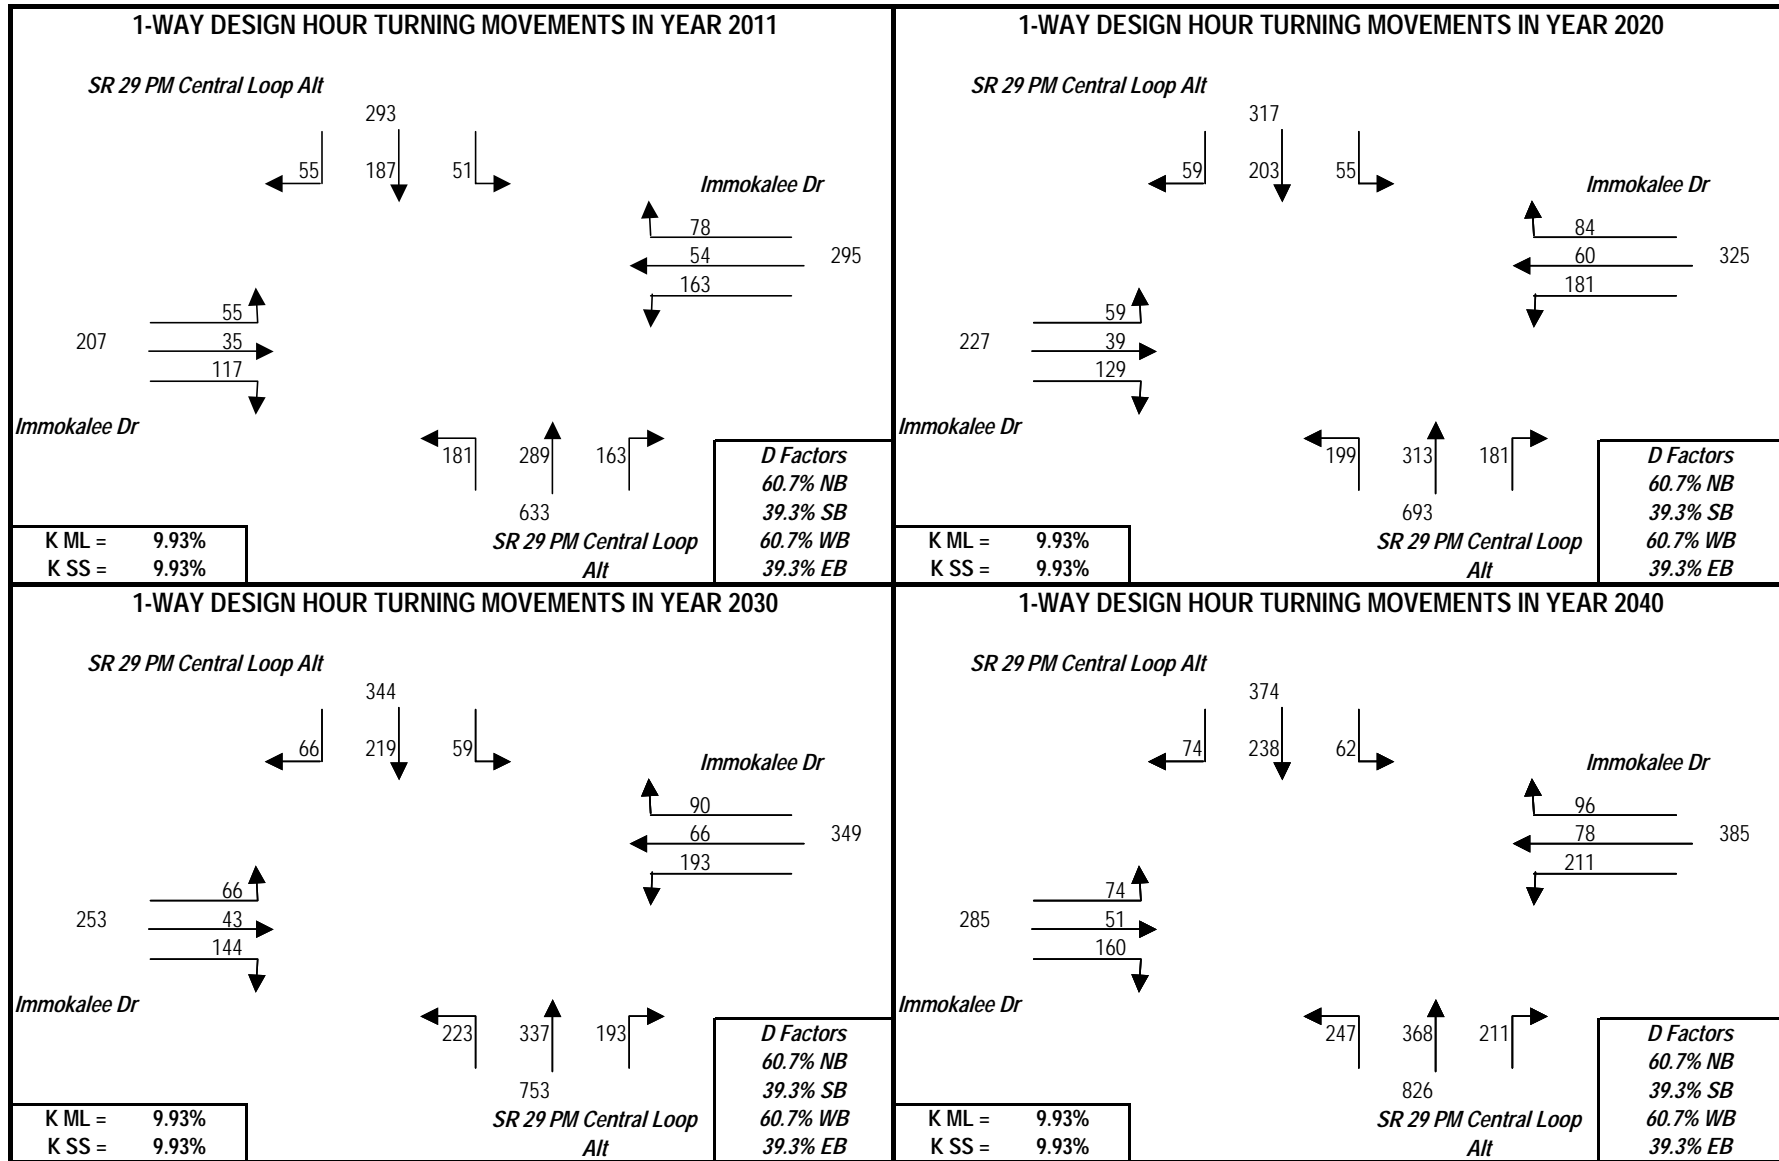 1-WAY DESIGN HOUR TURNING MOVEMENTS IN YEAR 2011
SR 29 PM Central Loop Alt
293
55 187 51
Immokalee Dr
78
54 295
163
55
207 35
117
Immokalee Dr
181 289 163
633
SR 29 PM Central Loop
Alt
D Factors
60.7% NB
39.3% SB
60.7% WB
39.3% EB
K ML = 9.93%
K SS = 9.93%
1-WAY DESIGN HOUR TURNING MOVEMENTS IN YEAR 2020
SR 29 PM Central Loop Alt
317
59 203 55
Immokalee Dr
84
60 325
181
59
227 39
129
Immokalee Dr
199 313 181
693
SR 29 PM Central Loop
Alt
D Factors
60.7% NB
39.3% SB
60.7% WB
39.3% EB
K ML = 9.93%
K SS = 9.93%
1-WAY DESIGN HOUR TURNING MOVEMENTS IN YEAR 2030
SR 29 PM Central Loop Alt
344
66 219 59
Immokalee Dr
90
66 349
193
66
253 43
144
Immokalee Dr
223 337 193
753
SR 29 PM Central Loop
Alt
D Factors
60.7% NB
39.3% SB
60.7% WB
39.3% EB
K ML = 9.93%
K SS = 9.93%
1-WAY DESIGN HOUR TURNING MOVEMENTS IN YEAR 2040
SR 29 PM Central Loop Alt
374
74 238 62
Immokalee Dr
96
78 385
211
74
285 51
160
Immokalee Dr
247 368 211
826
SR 29 PM Central Loop
Alt
D Factors
60.7% NB
39.3% SB
60.7% WB
39.3% EB
K ML = 9.93%
K SS = 9.93%